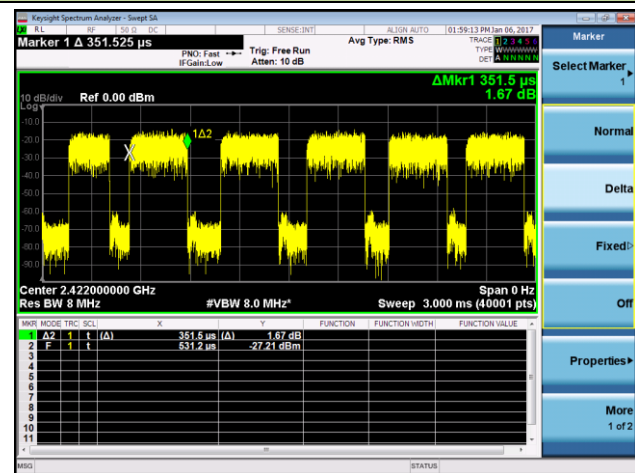 Keysight Spectrum Analyzer - Swept SA
RL RF 50 Ω DC SENSE:INT ALIGN AUTO 01:59:13 PM Jan 06, 2017
Marker 1 Δ 351.525 µs
PNO: Fast Trig: Free Run
IFGain:Low Atten: 10 dB
Avg Type: RMS
TRACE 1 2 3 4 5 6
TYPE WWWWWW
DET A N N N N N
ΔMkr1 351.5 µs
1.67 dB
10 dB/div Ref 0.00 dBm
Log
-10.0
-20.0
-30.0
-40.0
-50.0
-60.0
-70.0
-80.0
-90.0
1Δ2
Center 2.422000000 GHz Span 0 Hz
Res BW 8 MHz #VBW 8.0 MHz* Sweep 3.000 ms (40001 pts)
MKR MODE TRC SCL X Y FUNCTION FUNCTION WIDTH FUNCTION VALUE
1 Δ2 1 t (Δ) 351.5 µs (Δ) 1.67 dB
2 F 1 t 531.2 µs -27.21 dBm
3
4
5
6
7
8
9
10
11
MSG STATUS
Marker
Select Marker
1
Normal
Delta
Fixed
Off
Properties
More
1 of 2